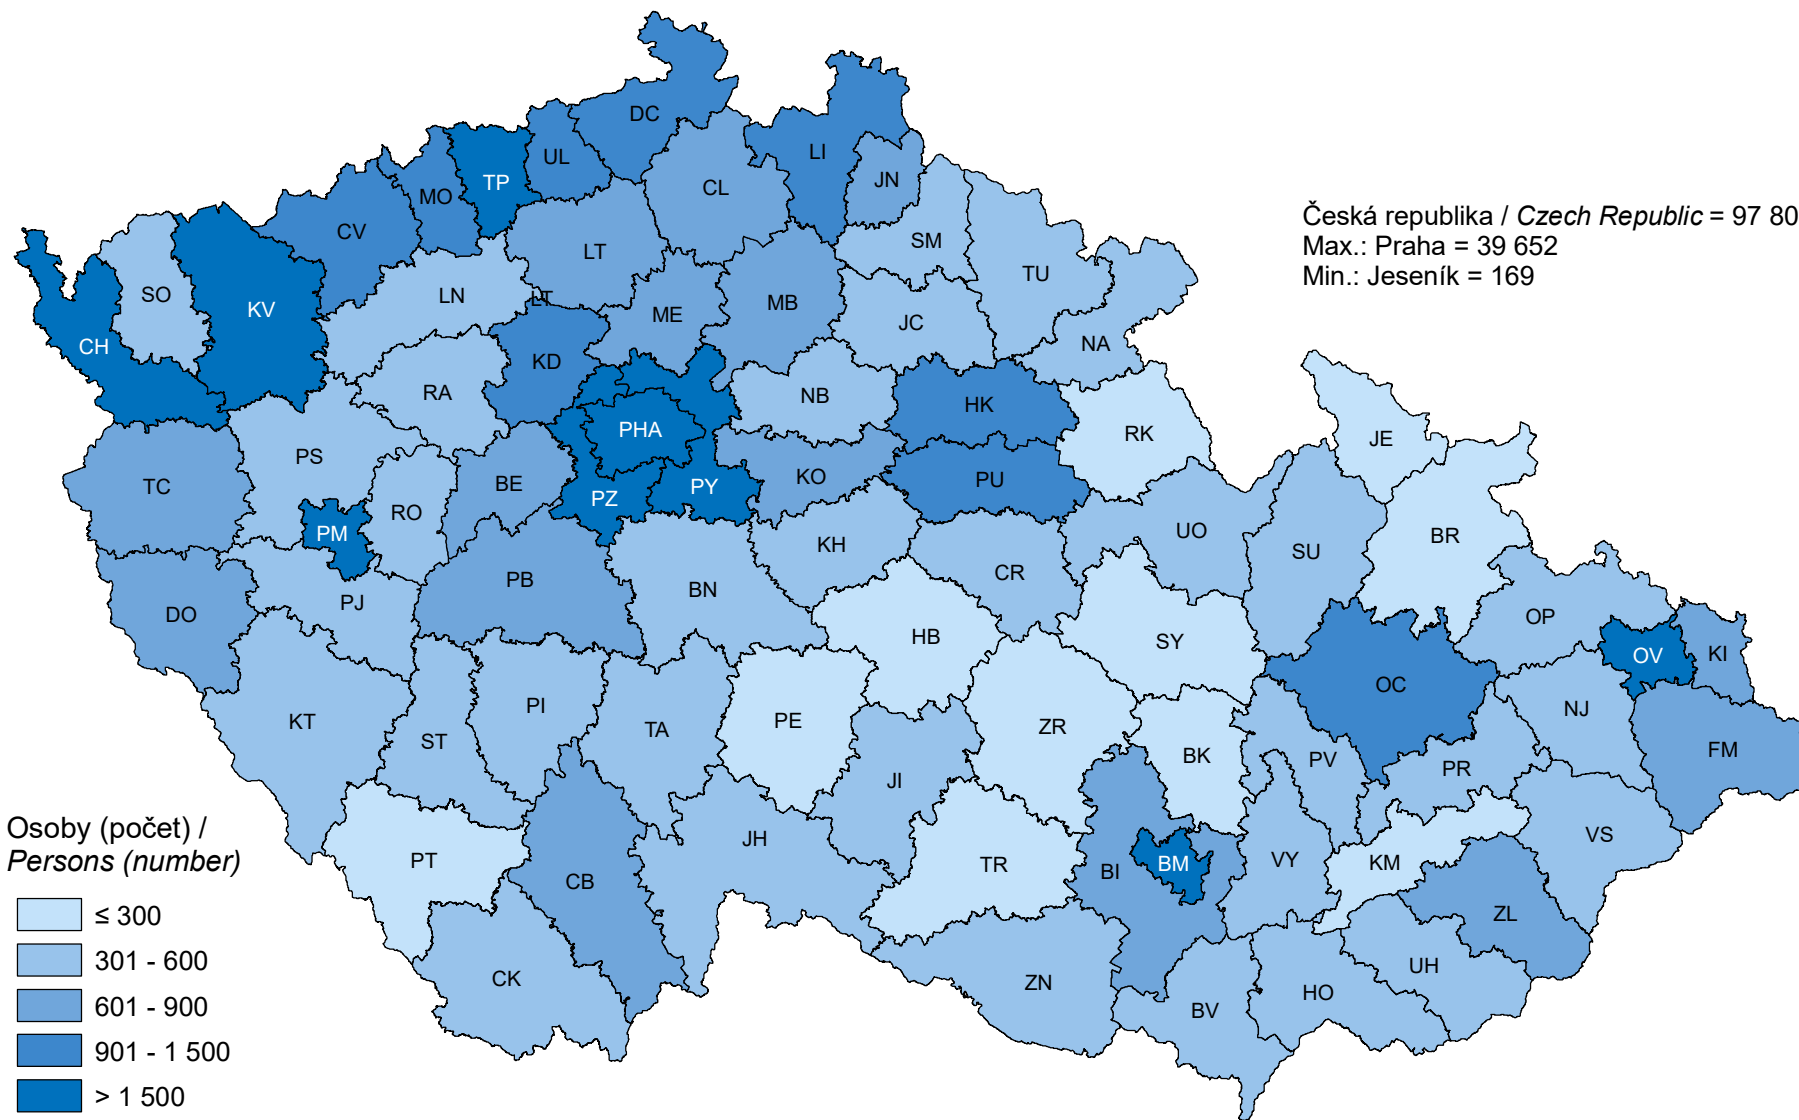 DC
UL
LI
TP
MO
CL
JN
CV
Česká republika / Czech Republic = 97 80
Max.: Praha = 39 652
Min.: Jeseník = 169
SM
LT
TU
SO
LN
LT
KV
ME
MB
JC
NA
CH
KD
RA
NB
HK
PHA
RK
JE
PS
TC
BE
PZ
PY
KO
PU
RO
PM
UO
SU
BR
KH
CR
PB
BN
PJ
DO
OP
HB
SY
OV
KI
OC
KT
ST
PI
TA
PE
ZR
NJ
BK
PV
FM
JI
PR
VS
Osoby (počet) /
Persons (number)
JH
PT
CB
TR
BI
BM
VY
KM
≤ 300
ZL
301 - 600
CK
ZN
UH
601 - 900
BV
HO
901 - 1 500
> 1 500